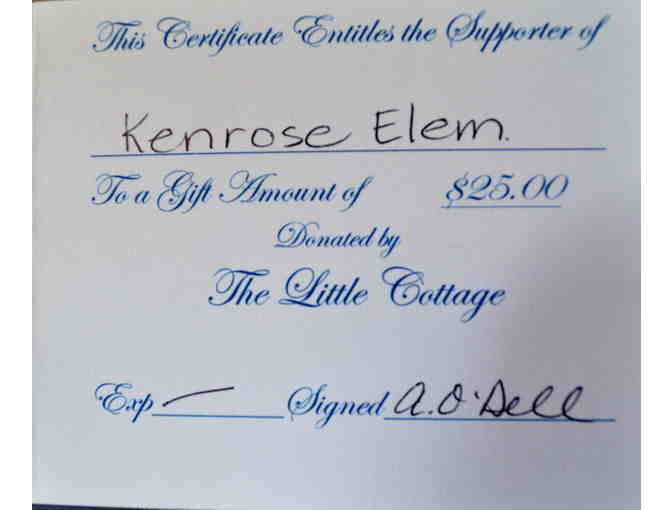 This Certificate Entitles the Supporter of
Kenrose Elem.
To a Gift Amount of $25.00
Donated by
The Little Cottage
Exp — Signed A. O'Dell